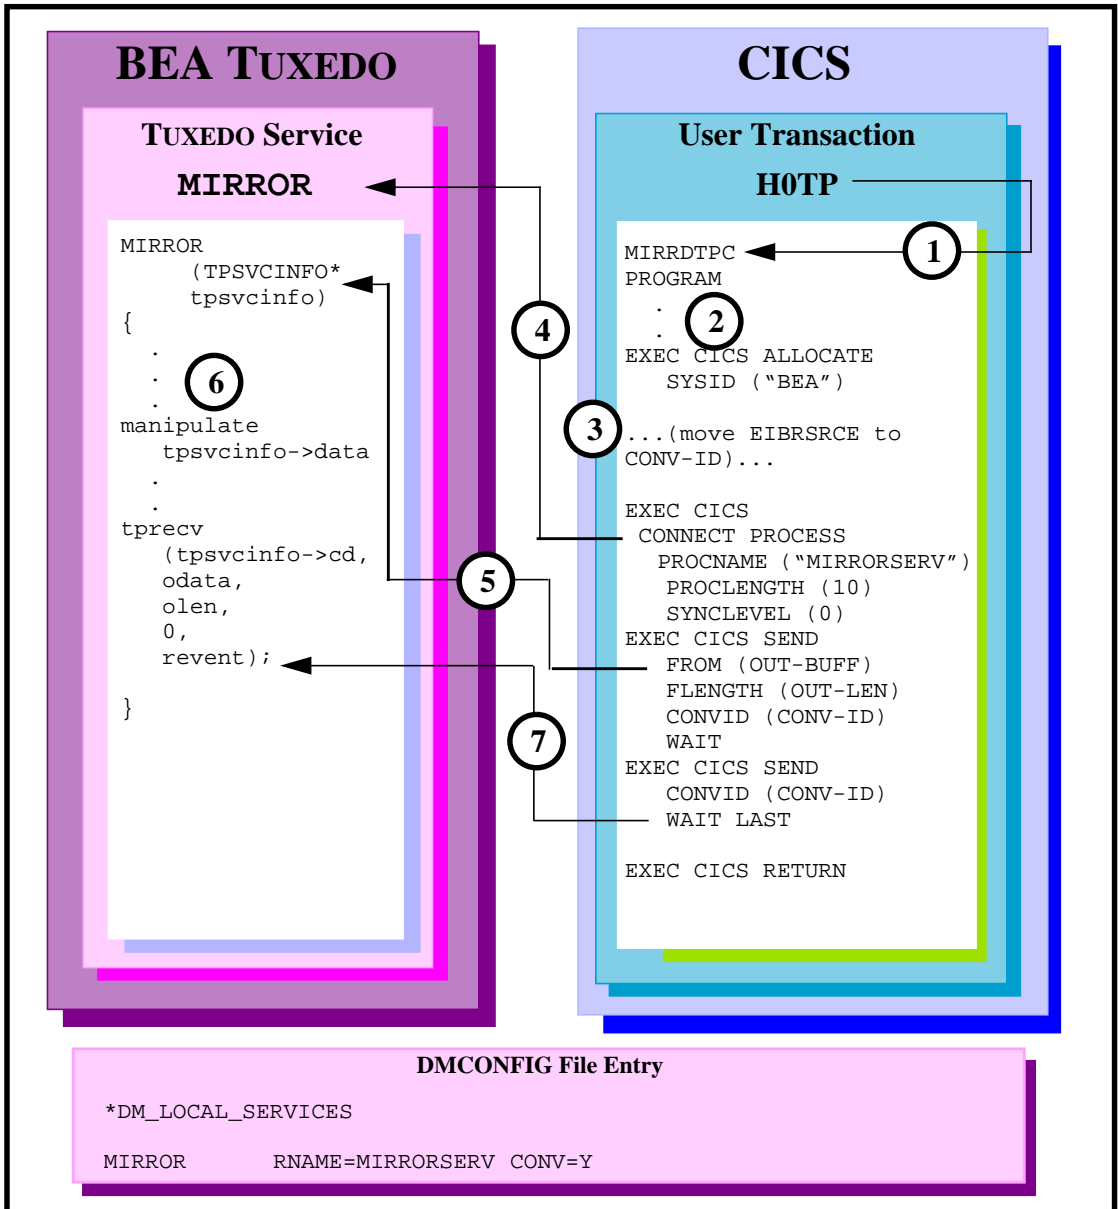 BEA TUXEDO
TUXEDO Service
MIRROR
MIRROR
(TPSVCINFO*
tpsvcinfo)
{
.
.
.
6
manipulate
tpsvcinfo->data
.
.
tprecv
(tpsvcinfo->cd,
odata,
olen,
0,
revent);
}
4
5
7
CICS
User Transaction
H0TP
1
MIRRDTPC
PROGRAM
.
.
2
EXEC CICS ALLOCATE
SYSID (“BEA”)
3
...(move EIBRSRCE to
CONV-ID)...
EXEC CICS
CONNECT PROCESS
PROCNAME (“MIRRORSERV”)
PROCLENGTH (10)
SYNCLEVEL (0)
EXEC CICS SEND
FROM (OUT-BUFF)
FLENGTH (OUT-LEN)
CONVID (CONV-ID)
WAIT
EXEC CICS SEND
CONVID (CONV-ID)
WAIT LAST
EXEC CICS RETURN
DMCONFIG File Entry
*DM_LOCAL_SERVICES
MIRROR RNAME=MIRRORSERV CONV=Y